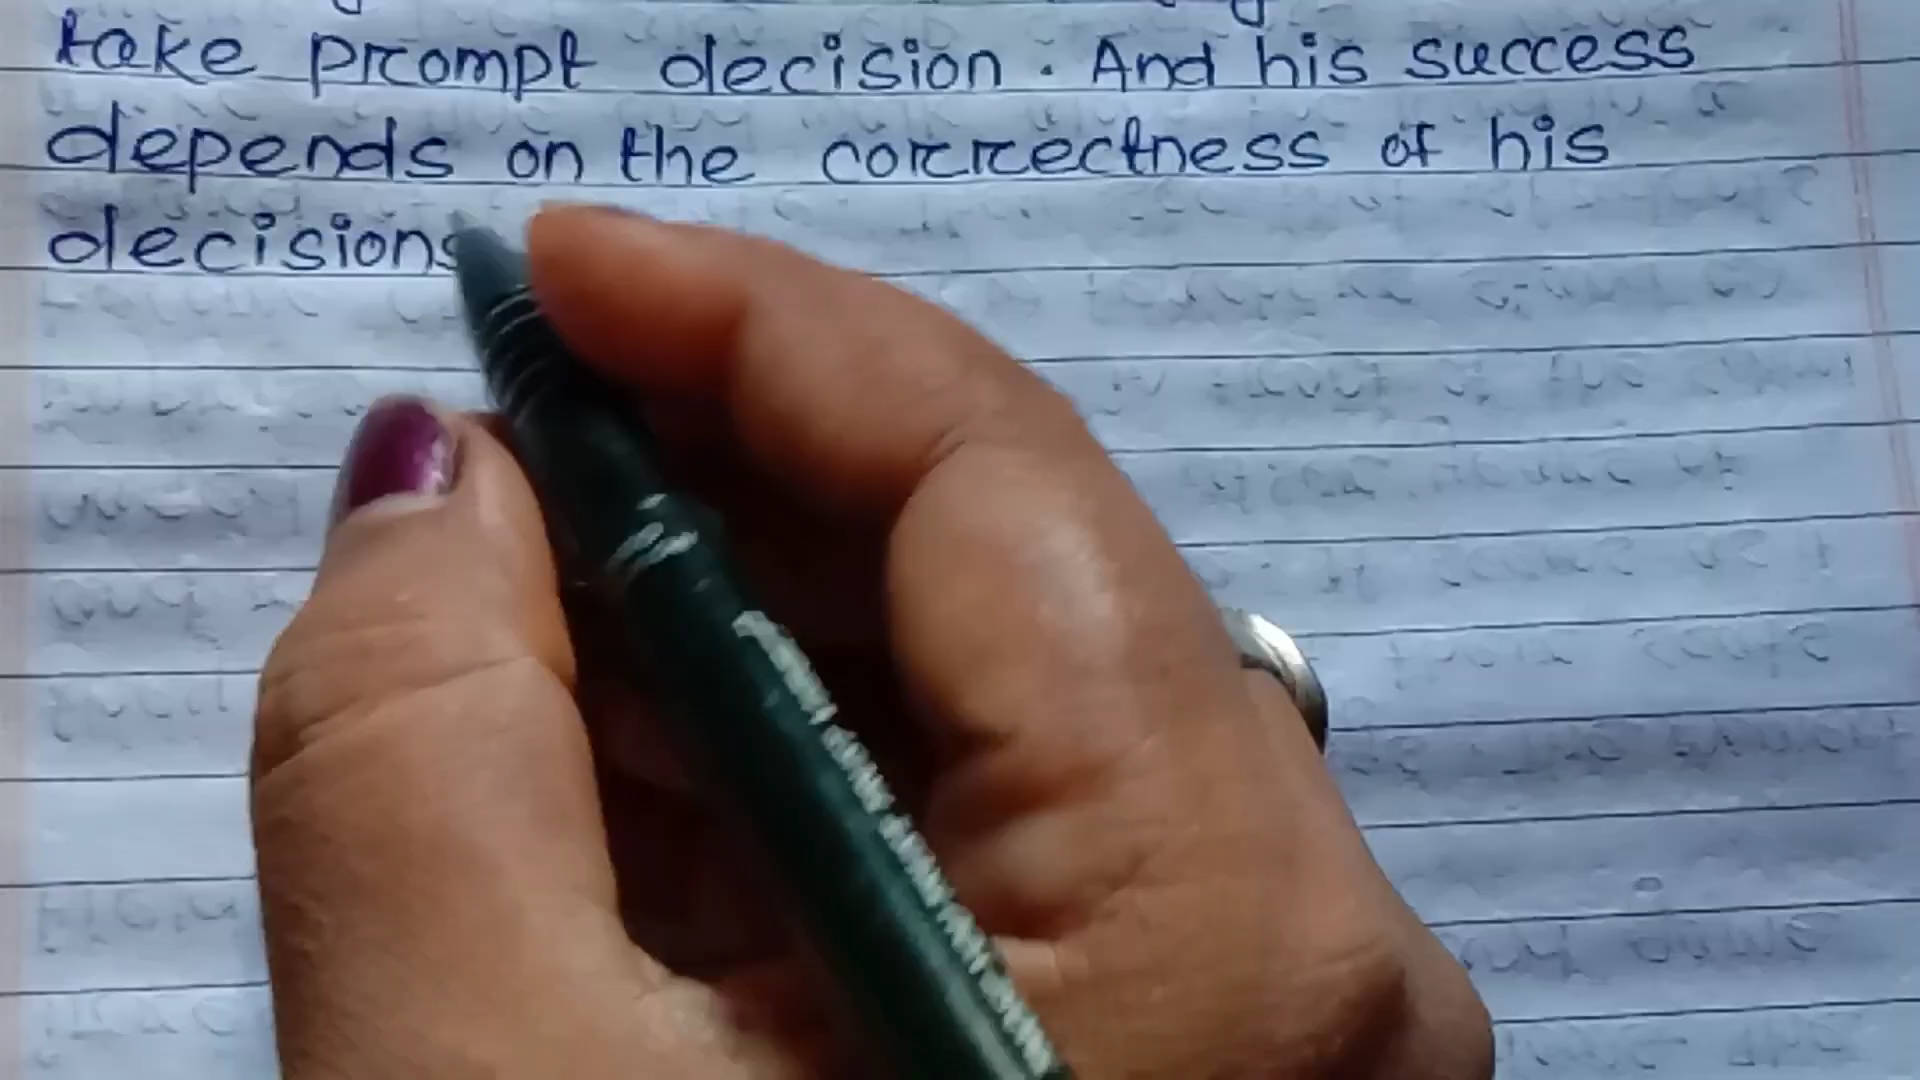 take prompt decision. And his success
depends on the correctness of his
decisions